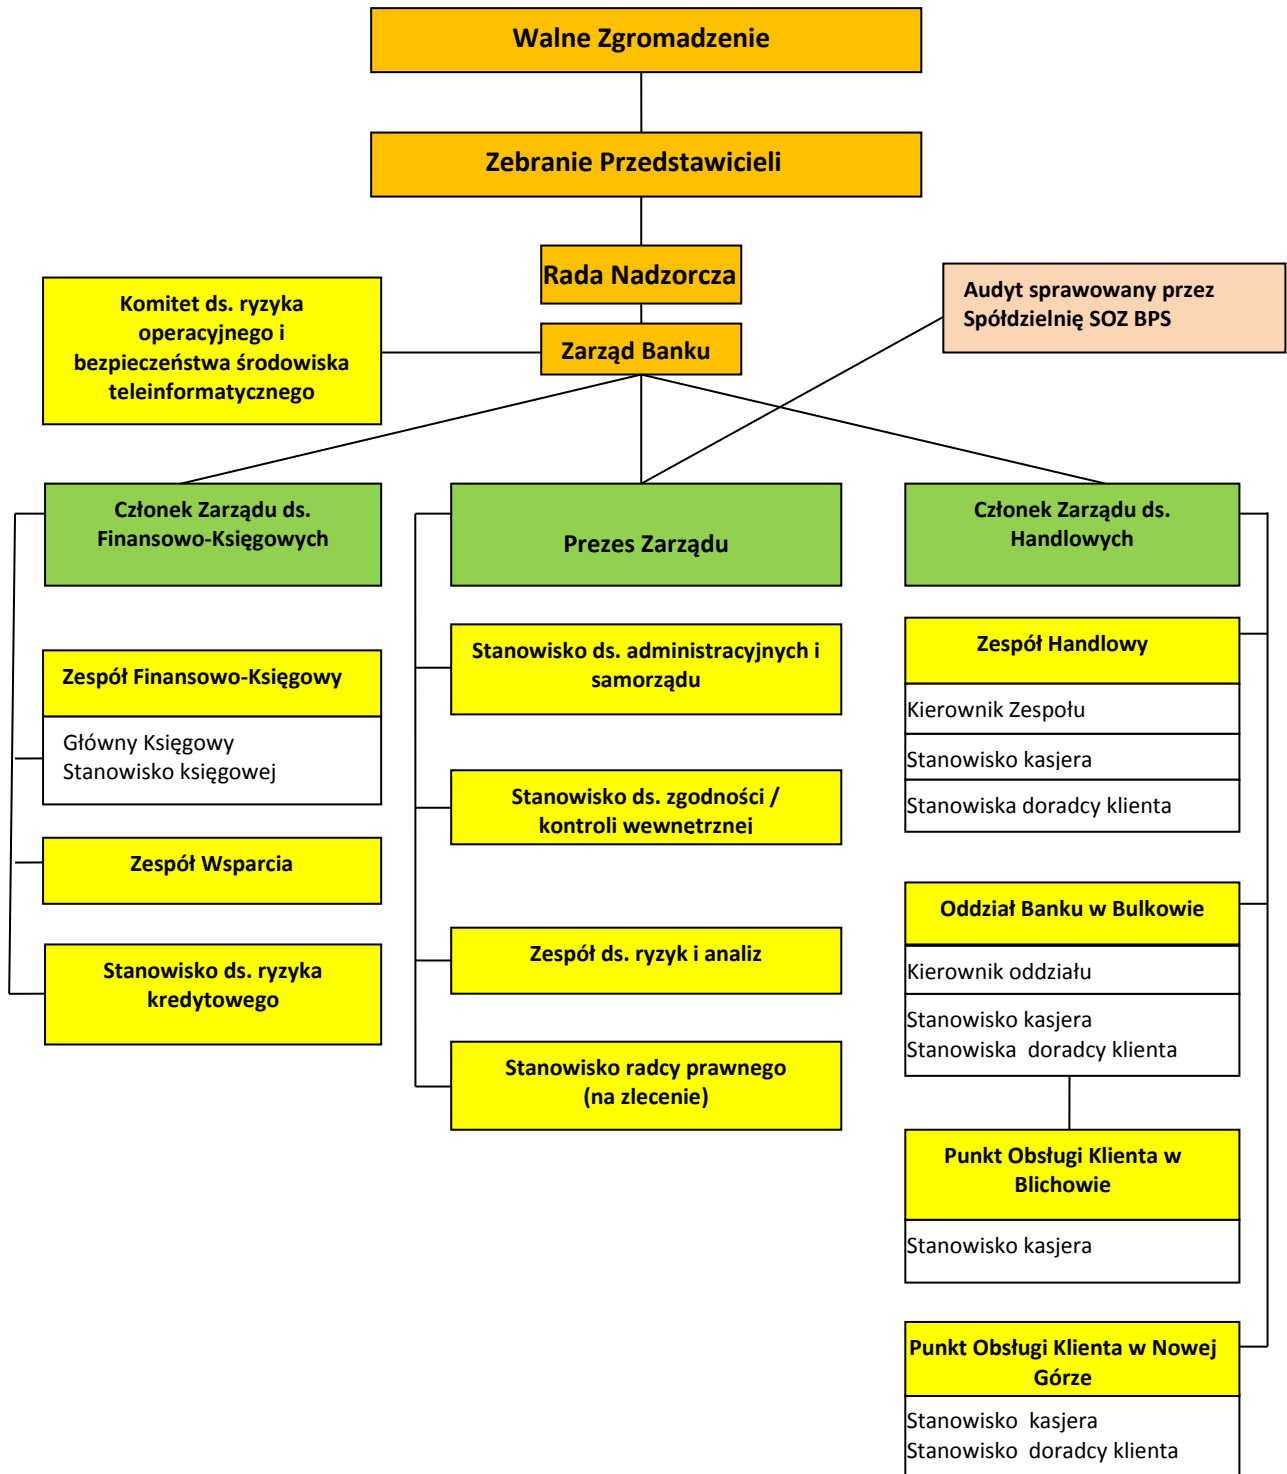 Walne Zgromadzenie
Zebranie Przedstawicieli
Rada Nadzorcza
Komitet ds. ryzyka
operacyjnego i
bezpieczeństwa środowiska
teleinformatycznego
Audyt sprawowany przez
Spółdzielnię SOZ BPS
Zarząd Banku
Członek Zarządu ds.
Finansowo-Księgowych
Prezes Zarządu
Członek Zarządu ds.
Handlowych
Zespół Finansowo-Księgowy
Główny Księgowy
Stanowisko księgowej
Zespół Wsparcia
Stanowisko ds. ryzyka
kredytowego
Stanowisko ds. administracyjnych i
samorządu
Stanowisko ds. zgodności /
kontroli wewnętrznej
Zespół ds. ryzyk i analiz
Stanowisko radcy prawnego
(na zlecenie)
Zespół Handlowy
Kierownik Zespołu
Stanowisko kasjera
Stanowiska doradcy klienta
Oddział Banku w Bulkowie
Kierownik oddziału
Stanowisko kasjera
Stanowiska doradcy klienta
Punkt Obsługi Klienta w
Blichowie
Stanowisko kasjera
Punkt Obsługi Klienta w Nowej
Górze
Stanowisko kasjera
Stanowisko doradcy klienta